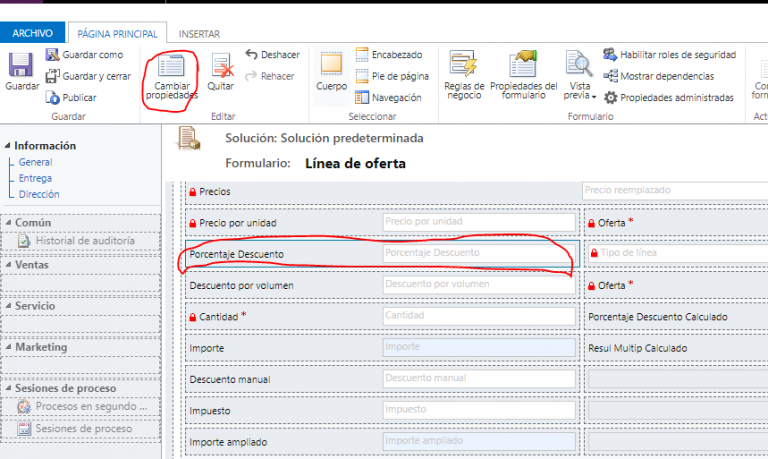 ARCHIVO
PÁGINA PRINCIPAL
INSERTAR
Guardar
Guardar como
Guardar y cerrar
Publicar
Guardar
Cambiar
propiedades
Quitar
Deshacer
Rehacer
Editar
Cuerpo
Encabezado
Pie de página
Navegación
Seleccionar
Reglas de
negocio
Propiedades del
formulario
Vista
previa
Habilitar roles de seguridad
Mostrar dependencias
Propiedades administradas
Formulario
Información
General
Entrega
Dirección
Común
Historial de auditoría
Ventas
Servicio
Marketing
Sesiones de proceso
Procesos en segundo ...
Sesiones de proceso
Solución: Solución predeterminada
Formulario: Línea de oferta
Precios
Precio reemplazado
Precio por unidad Precio por unidad
Oferta *
Porcentaje Descuento Porcentaje Descuento
Tipo de línea
Descuento por volumen Descuento por volumen
Oferta *
Cantidad * Cantidad
Porcentaje Descuento Calculado
Importe Importe
Resul Multip Calculado
Descuento manual Descuento manual
Impuesto Impuesto
Importe ampliado Importe ampliado